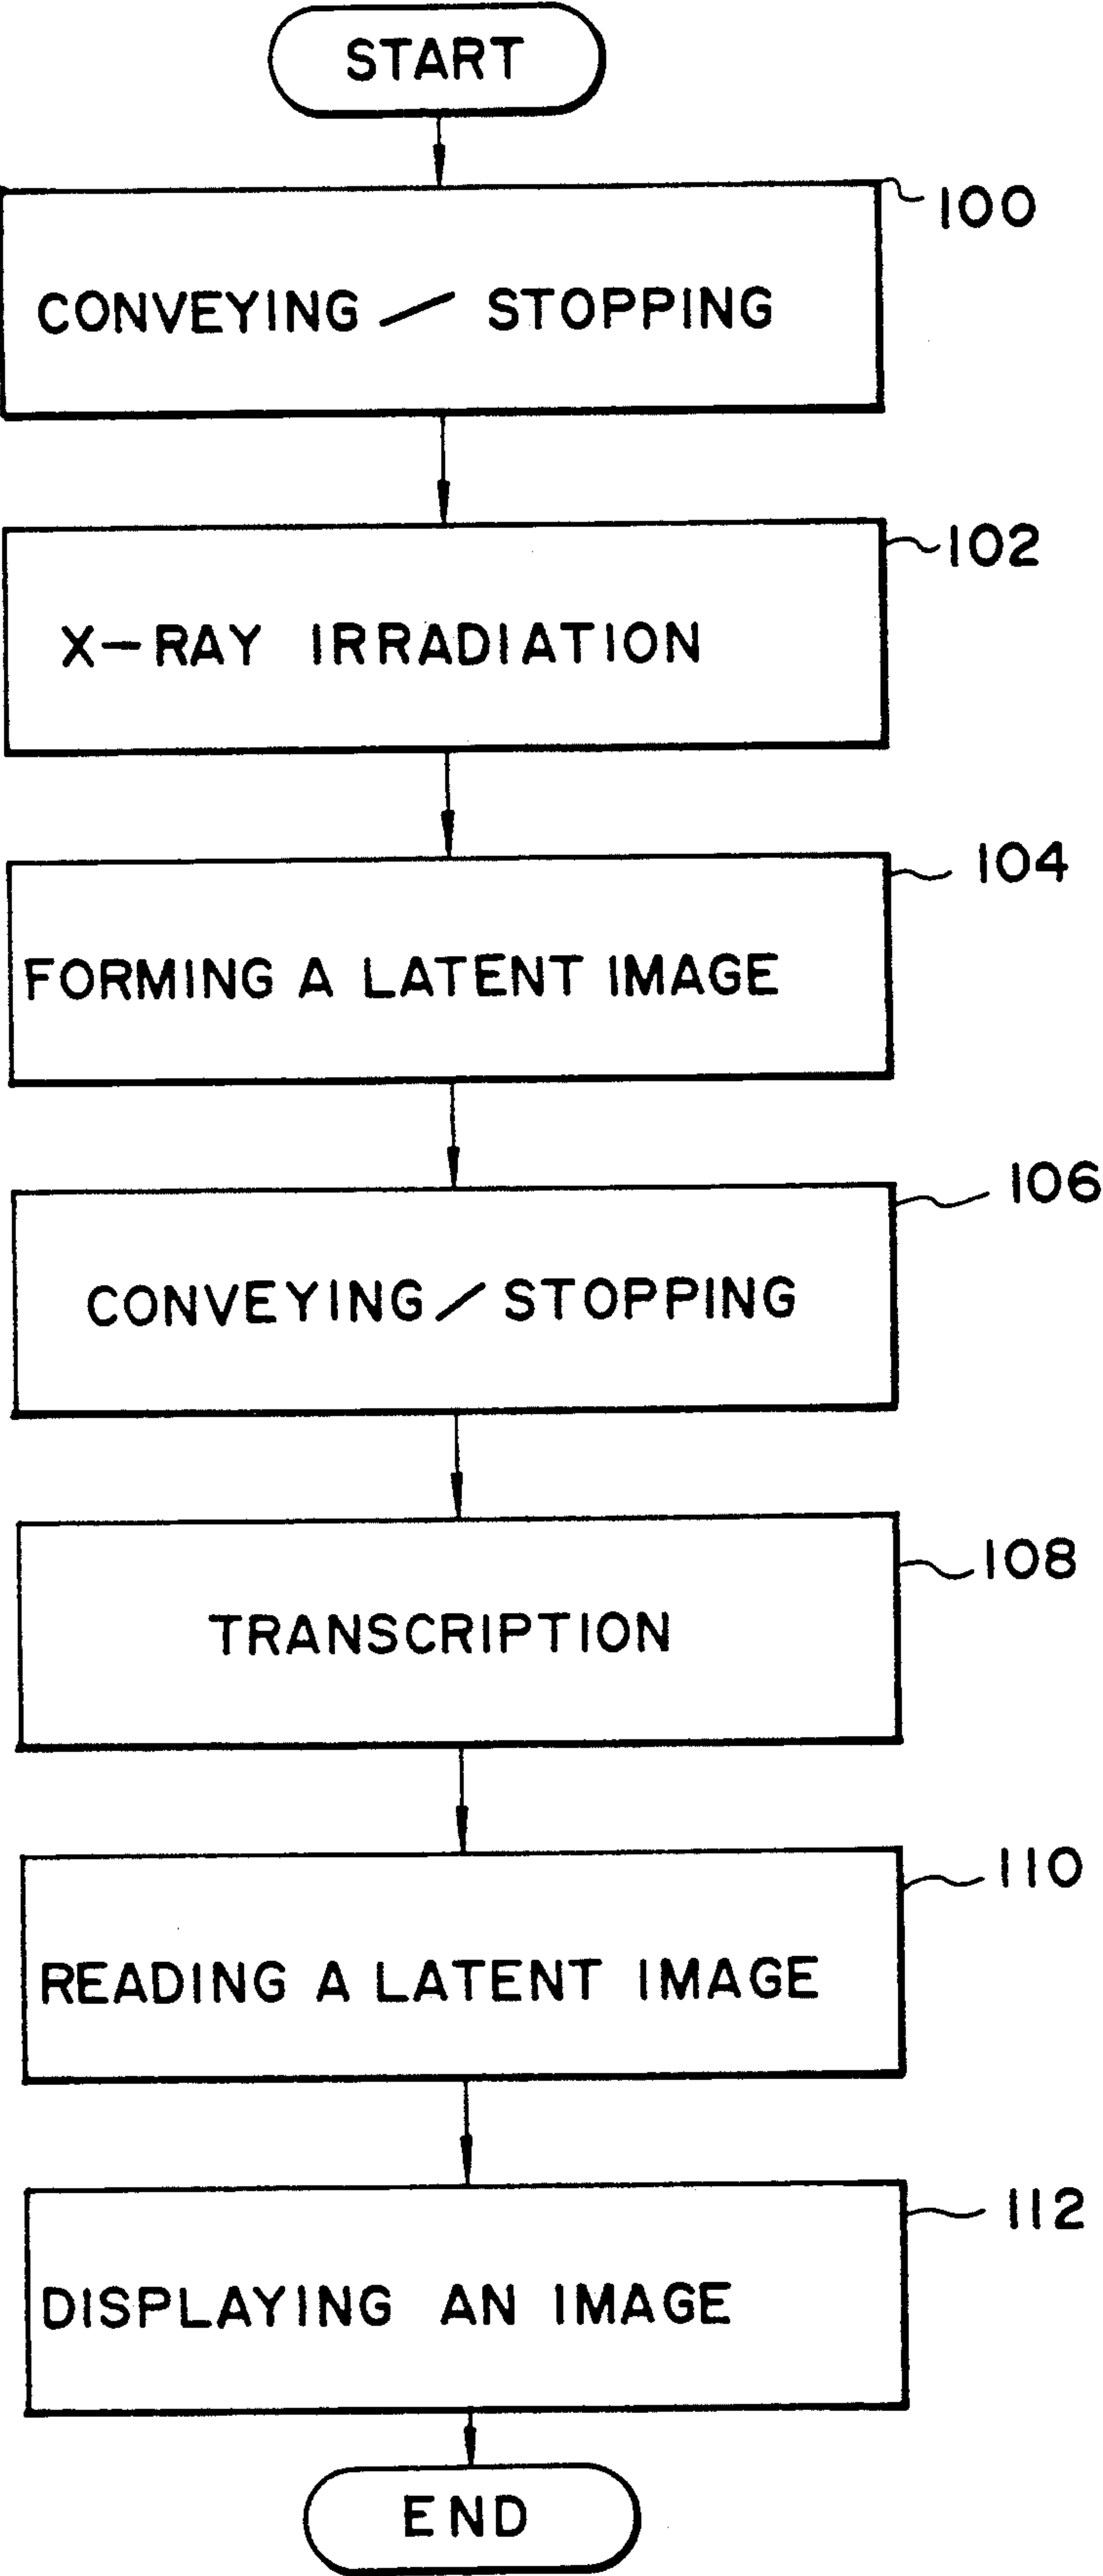 START
100
CONVEYING / STOPPING
102
X-RAY IRRADIATION
104
FORMING A LATENT IMAGE
106
CONVEYING / STOPPING
108
TRANSCRIPTION
110
READING A LATENT IMAGE
112
DISPLAYING AN IMAGE
END